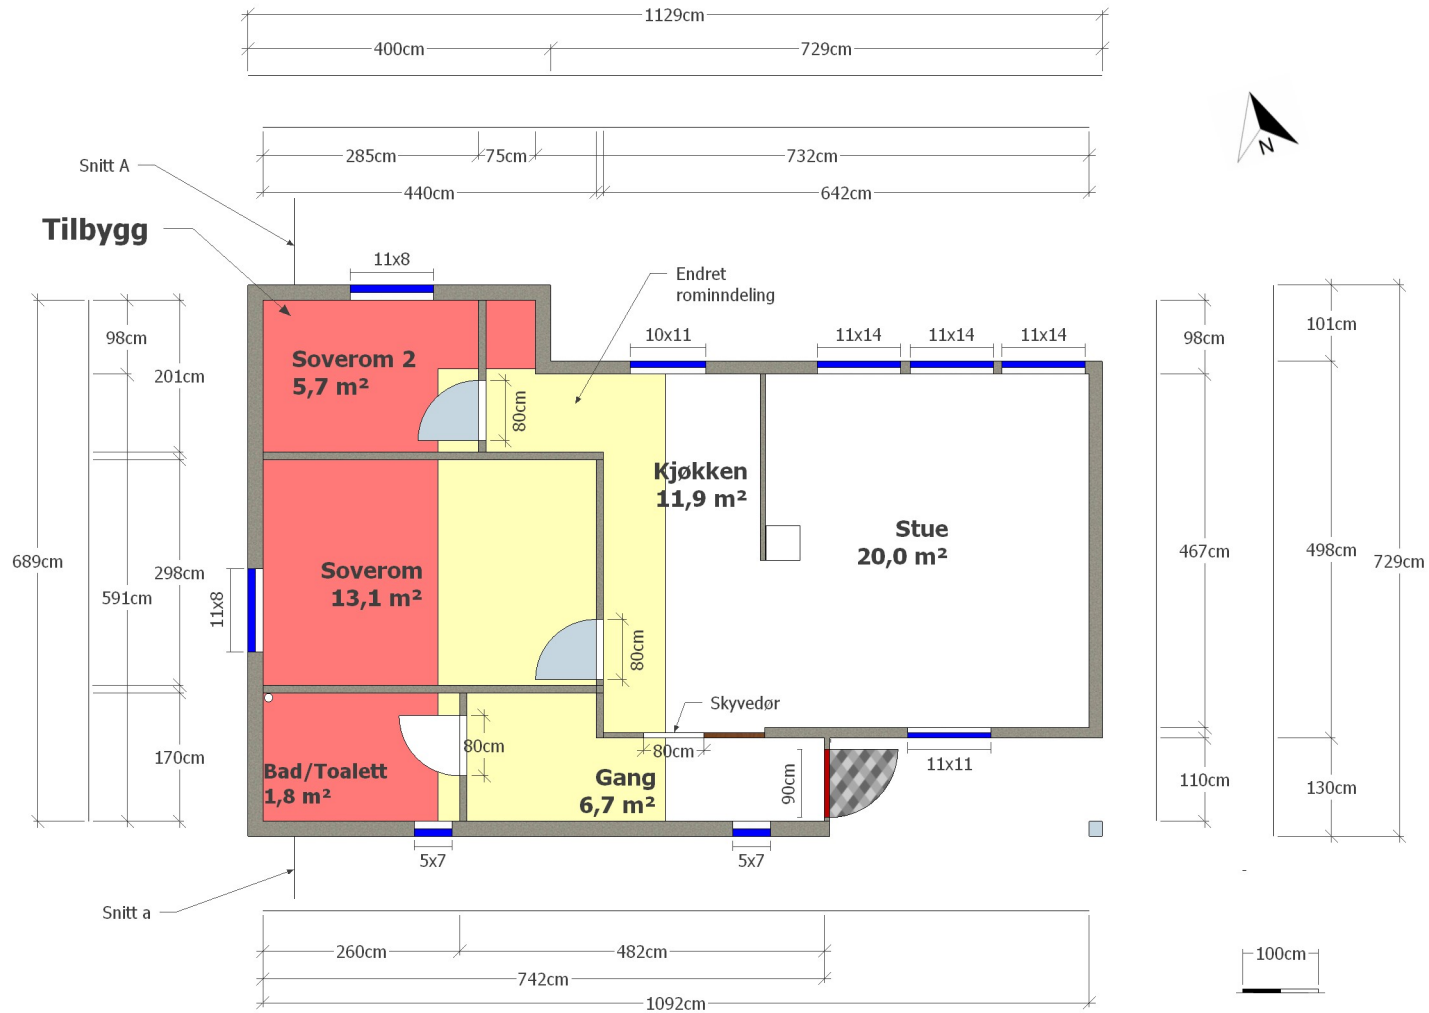 1129cm
400cm
729cm
285cm
75cm
732cm
440cm
642cm
Snitt A
Tilbygg
N
11x8
Endret
rominndeling
10x11
11x14
11x14
11x14
98cm
201cm
689cm
591cm
298cm
170cm
98cm
101cm
467cm
498cm
729cm
110cm
130cm
Soverom 2
5,7 m²
80cm
Kjøkken
11,9 m²
Stue
20,0 m²
Soverom
13,1 m²
11x8
80cm
Skyvedør
80cm
80cm
Bad/Toalett
1,8 m²
Gang
6,7 m²
90cm
11x11
5x7
5x7
Snitt a
260cm
482cm
742cm
1092cm
100cm